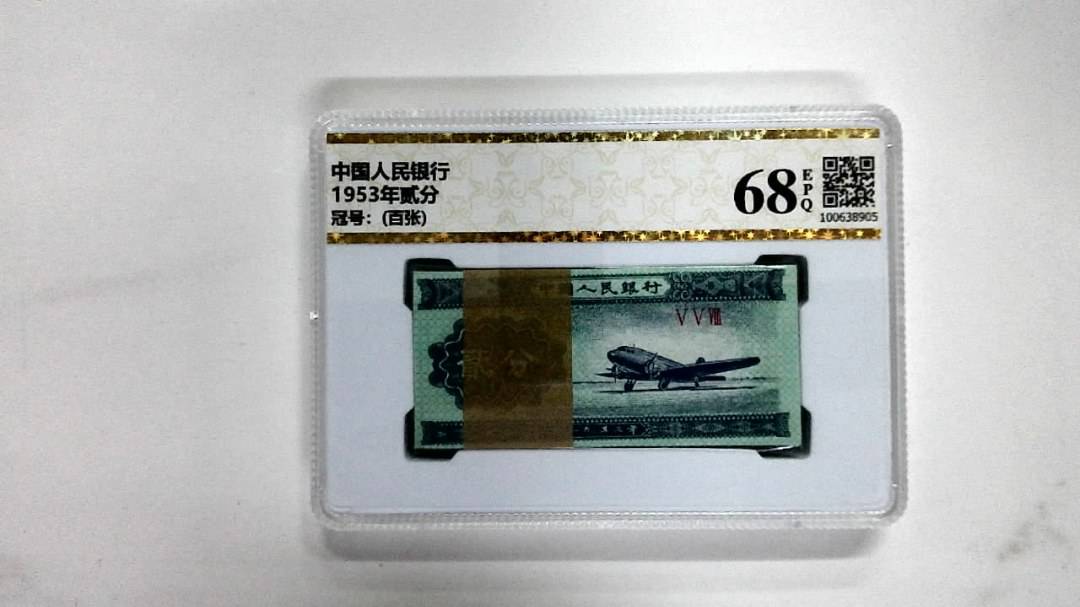 中国人民银行
1953年贰分
冠号：(百张)
68
EPQ
100638905
中国人民银行
V V VIII
贰分